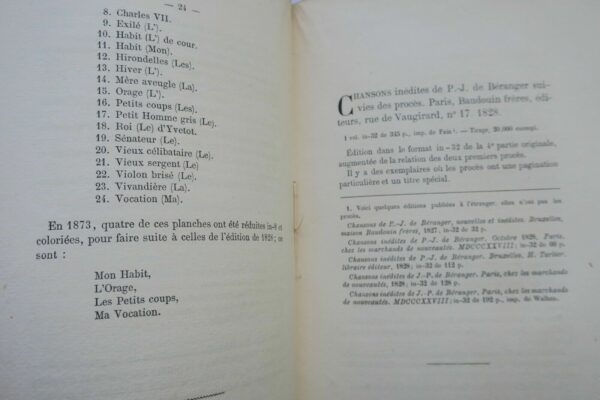 — 24 —
8. Charles VII.
9. Exilé (L').
10. Habit (L') de cour.
11. Habit (Mon).
12. Hirondelles (Les).
13. Hiver (L').
14. Mère aveugle (La).
15. Orage (L').
16. Petits coups (Les).
17. Petit Homme gris (Le).
18. Roi (Le) d'Yvetot.
19. Sénateur (Le).
20. Vieux célibataire (Le).
21. Vieux sergent (Le)
22. Violon brisé (Le).
23. Vivandière (La).
24. Vocation (Ma).
En 1873, quatre de ces planches ont été réduites in-8 et
coloriées, pour faire suite à celles de l'édition de 1828; ce
sont :
Mon Habit,
L'Orage,
Les Petits coups,
Ma Vocation.
CHANSONS inédites de P.-J. de Béranger sui-
vies des procès. Paris, Baudouin frères, édi-
teurs, rue de Vaugirard, n° 17. 1828.
1 vol. in-32 de 345 p., imp. de Fain¹. — Tirage, 20,000 exempl.
Édition dans le format in-32 de la 4ᵉ partie originale,
augmentée de la relation des deux premiers procès.
Il y a des exemplaires où les procès ont une pagination
particulière et un titre spécial.
1. Voici quelques éditions publiées à l'étranger, elles n'ont pas les
procès.
Chansons de P.-J. de Béranger, nouvelles et inédites. Bruxelles,
maison Baudouin frères, 1827, in-32 de 32 p.
Chansons inédites de P.-J. de Béranger. Octobre 1828, Paris,
chez les marchands de nouveautés. MDCCCXXVIII; in-32 de 66 p.
Chansons inédites de P.-J. de Béranger. Bruxelles, H. Tarlier,
libraire éditeur, 1828; in-32 de 112 p.
Chansons inédites de J.-P. de Béranger. Paris, chez les marchands
de nouveautés, 1828; in-32 de 128 p.
Chansons inédites de J.-P. de Béranger. Paris, chez les marchands
de nouveautés. MDCCCXXVIII; in-32 de 192 p., imp. de Walton.